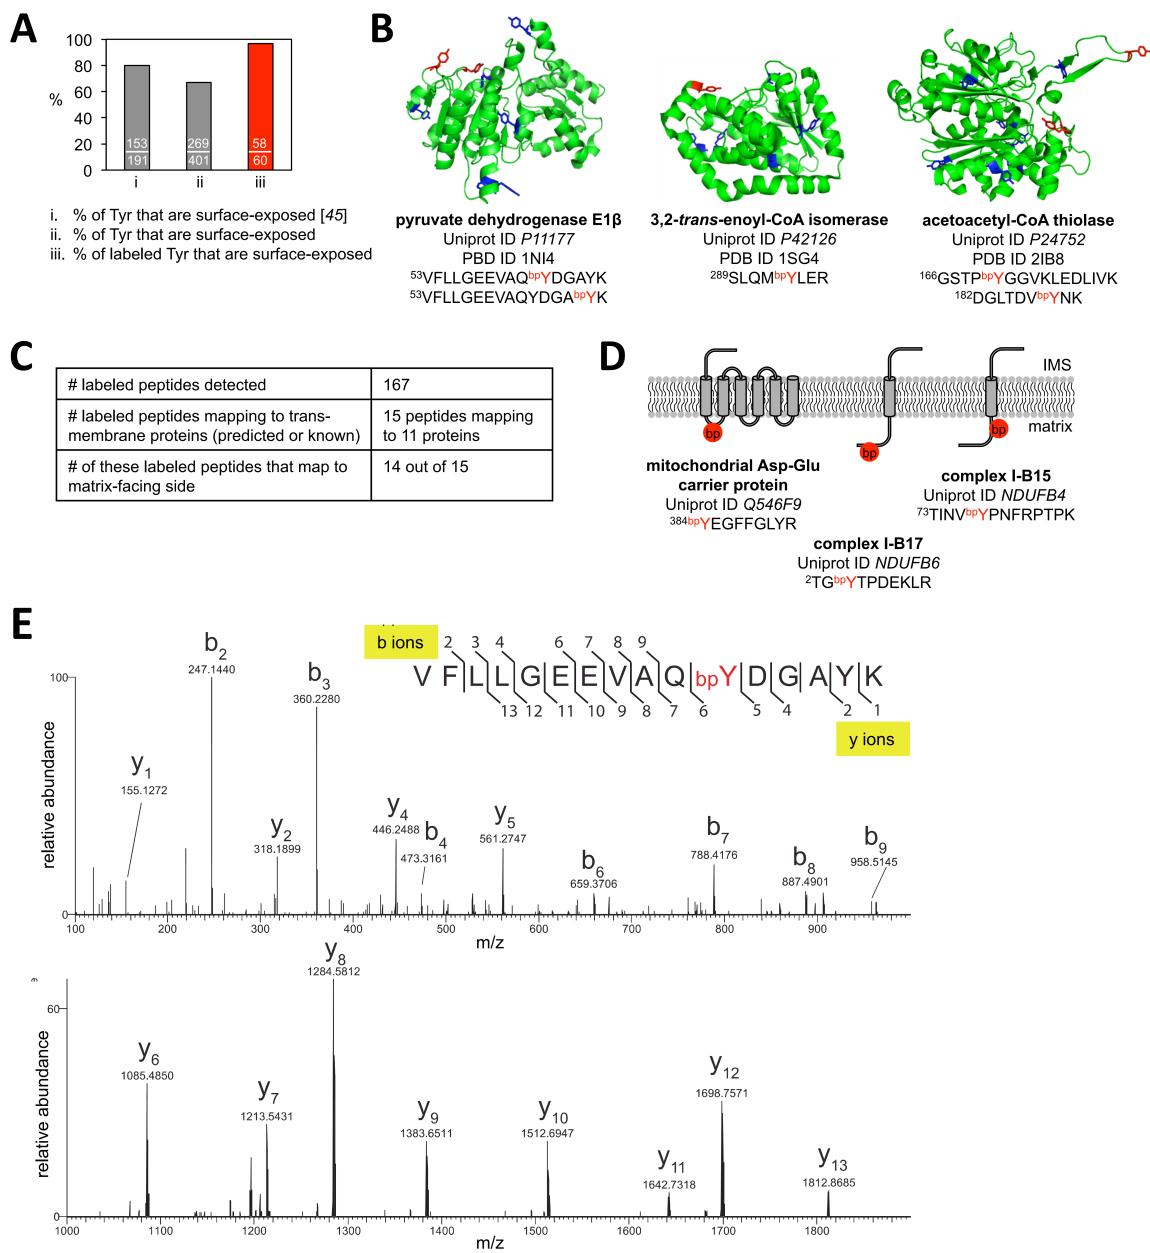 A
100
80
60
40
20
0
%
153
191
269
401
58
60
i
ii
iii
i. % of Tyr that are surface-exposed [45]
ii. % of Tyr that are surface-exposed
iii. % of labeled Tyr that are surface-exposed
B
pyruvate dehydrogenase E1β
Uniprot ID P11177
PBD ID 1NI4
53VFLLGEEVAQbpYDGAYK
53VFLLGEEVAQYDGAbpYK
3,2-trans-enoyl-CoA isomerase
Uniprot ID P42126
PDB ID 1SG4
289SLQMbpYLER
acetoacetyl-CoA thiolase
Uniprot ID P24752
PDB ID 2IB8
166GSTPbpYGGVKLEDLIVK
182DGLTDVbpYNK
C
# labeled peptides detected 167
# labeled peptides mapping to trans-
membrane proteins (predicted or known)
15 peptides mapping
to 11 proteins
# of these labeled peptides that map to
matrix-facing side
14 out of 15
D
IMS
matrix
bp
bp
bp
mitochondrial Asp-Glu
carrier protein
Uniprot ID Q546F9
384bpYEGFFGLYR
complex I-B17
Uniprot ID NDUFB6
2TGbpYTPDEKLR
complex I-B15
Uniprot ID NDUFB4
73TINVbpYPNFRPTPK
E
b ions
2 3 4 6 7 8 9
V F L L G E E V A Q bpY D G A Y K
13 12 11 10 9 8 7 6 5 4 2 1
y ions
relative abundance
100
0
y1
155.1272
b2
247.1440
y2
318.1899
b3
360.2280
y4
446.2488
b4
473.3161
y5
561.2747
b6
659.3706
b7
788.4176
b8
887.4901
b9
958.5145
100 200 300 400 500 600 700 800 900
m/z
relative abundance
60
0
y6
1085.4850
y7
1213.5431
y8
1284.5812
y9
1383.6511
y10
1512.6947
y11
1642.7318
y12
1698.7571
y13
1812.8685
1000 1100 1200 1300 1400 1500 1600 1700 1800
m/z